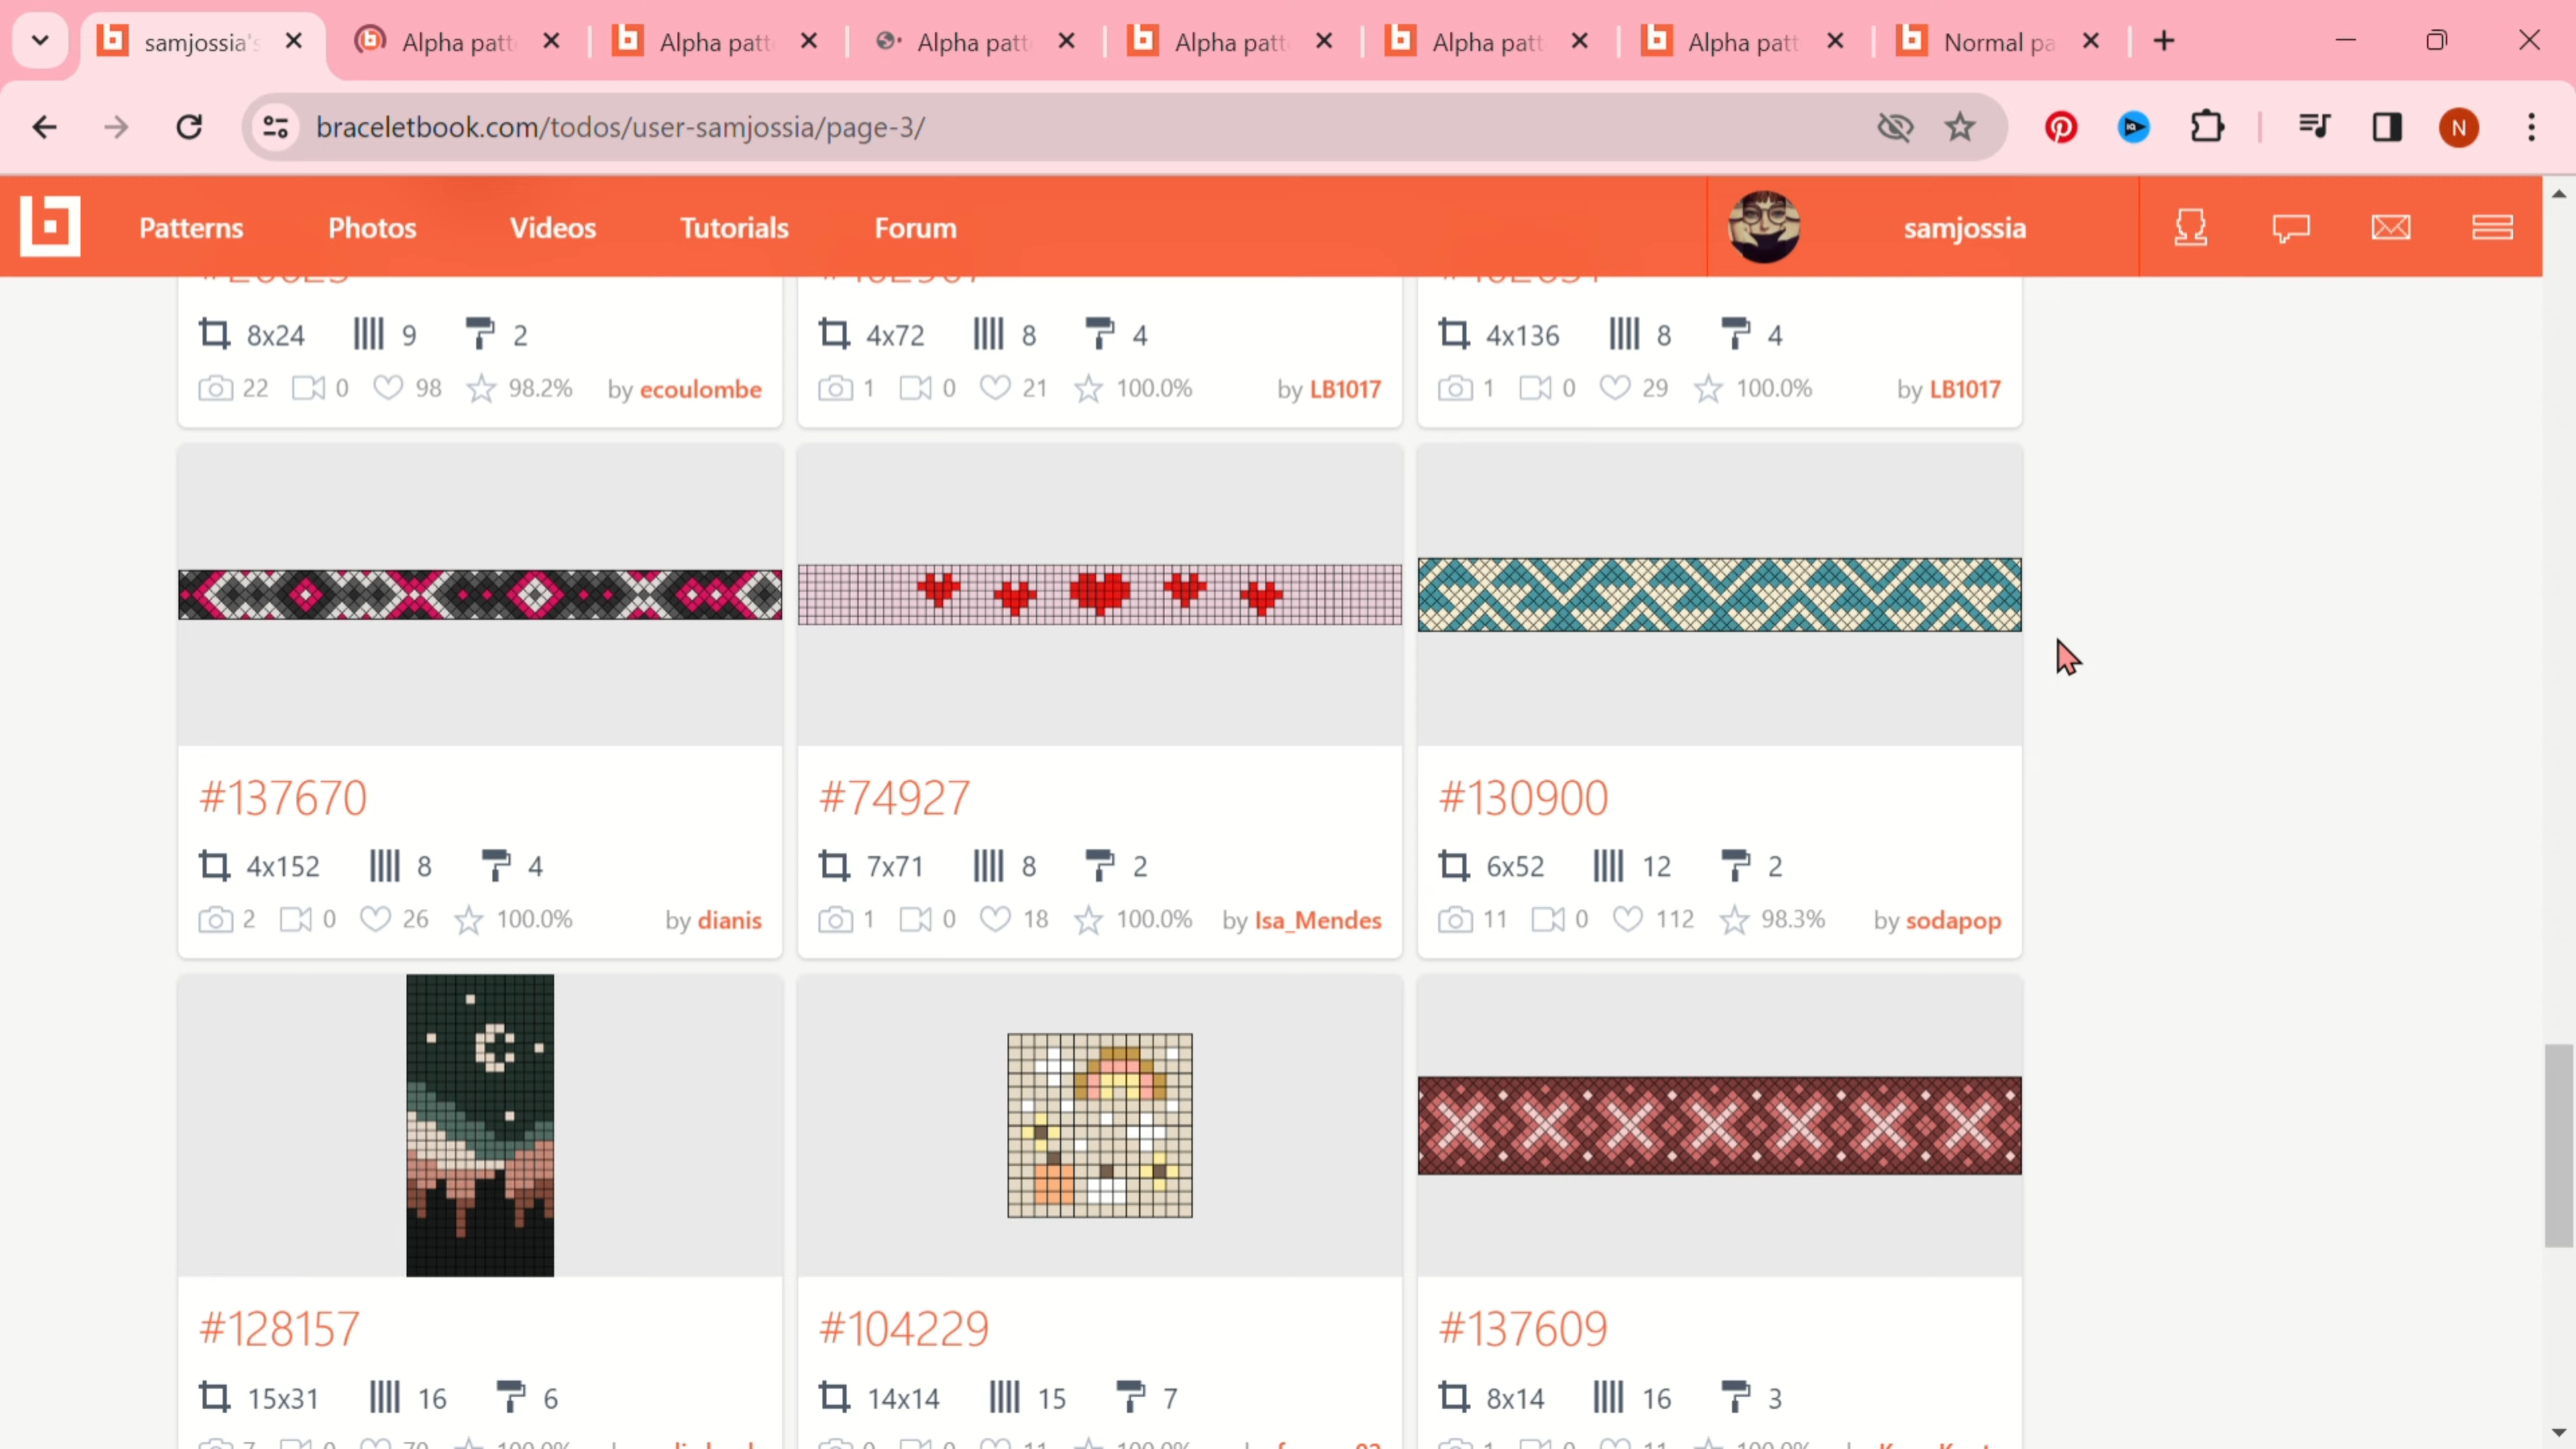 samjossia's
Alpha patt
Alpha patt
Alpha patt
Alpha patt
Alpha patt
Alpha patt
Normal pa
braceletbook.com/todos/user-samjossia/page-3/
N
Patterns
Photos
Videos
Tutorials
Forum
samjossia
8x24 9 2
22 0 98 98.2% by ecoulombe
4x72 8 4
1 0 21 100.0% by LB1017
4x136 8 4
1 0 29 100.0% by LB1017
#137670
4x152 8 4
2 0 26 100.0% by dianis
#74927
7x71 8 2
1 0 18 100.0% by Isa_Mendes
#130900
6x52 12 2
11 0 112 98.3% by sodapop
#128157
15x31 16 6
#104229
14x14 15 7
#137609
8x14 16 3